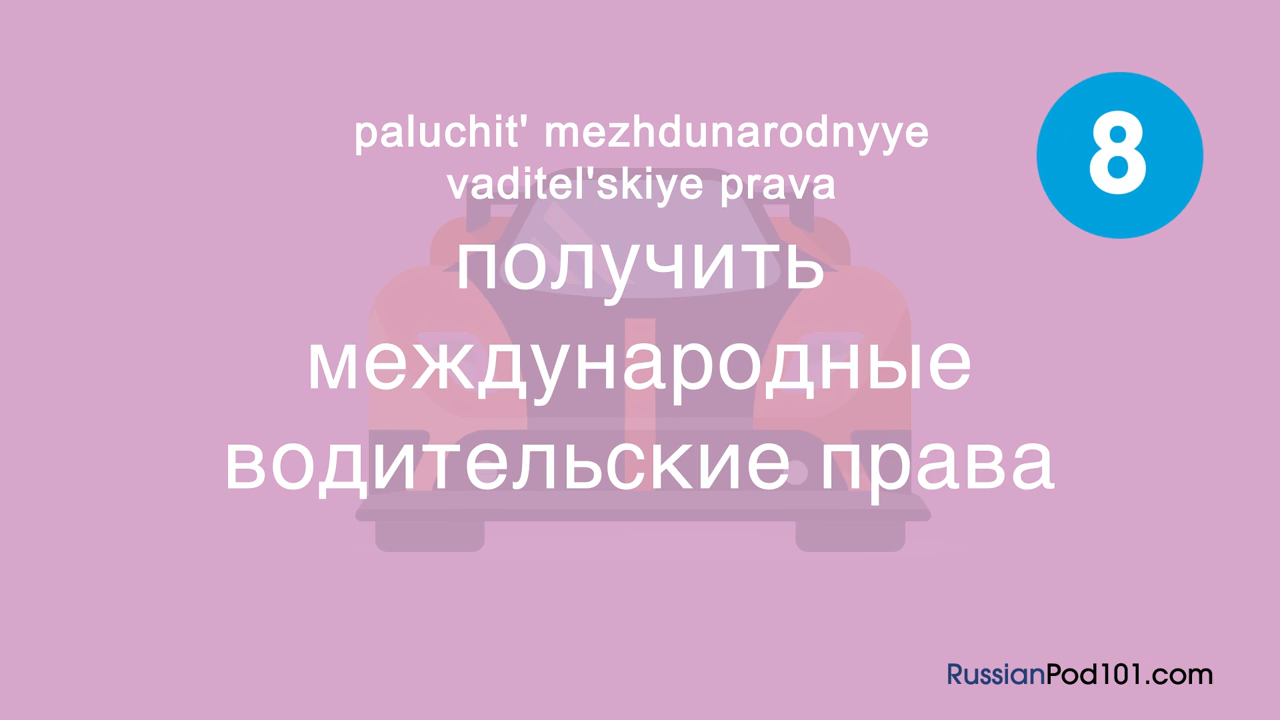 paluchit' mezhdunarodnyye
vaditel'skiye prava
8
получить
международные
водительские права
RussianPod101.com